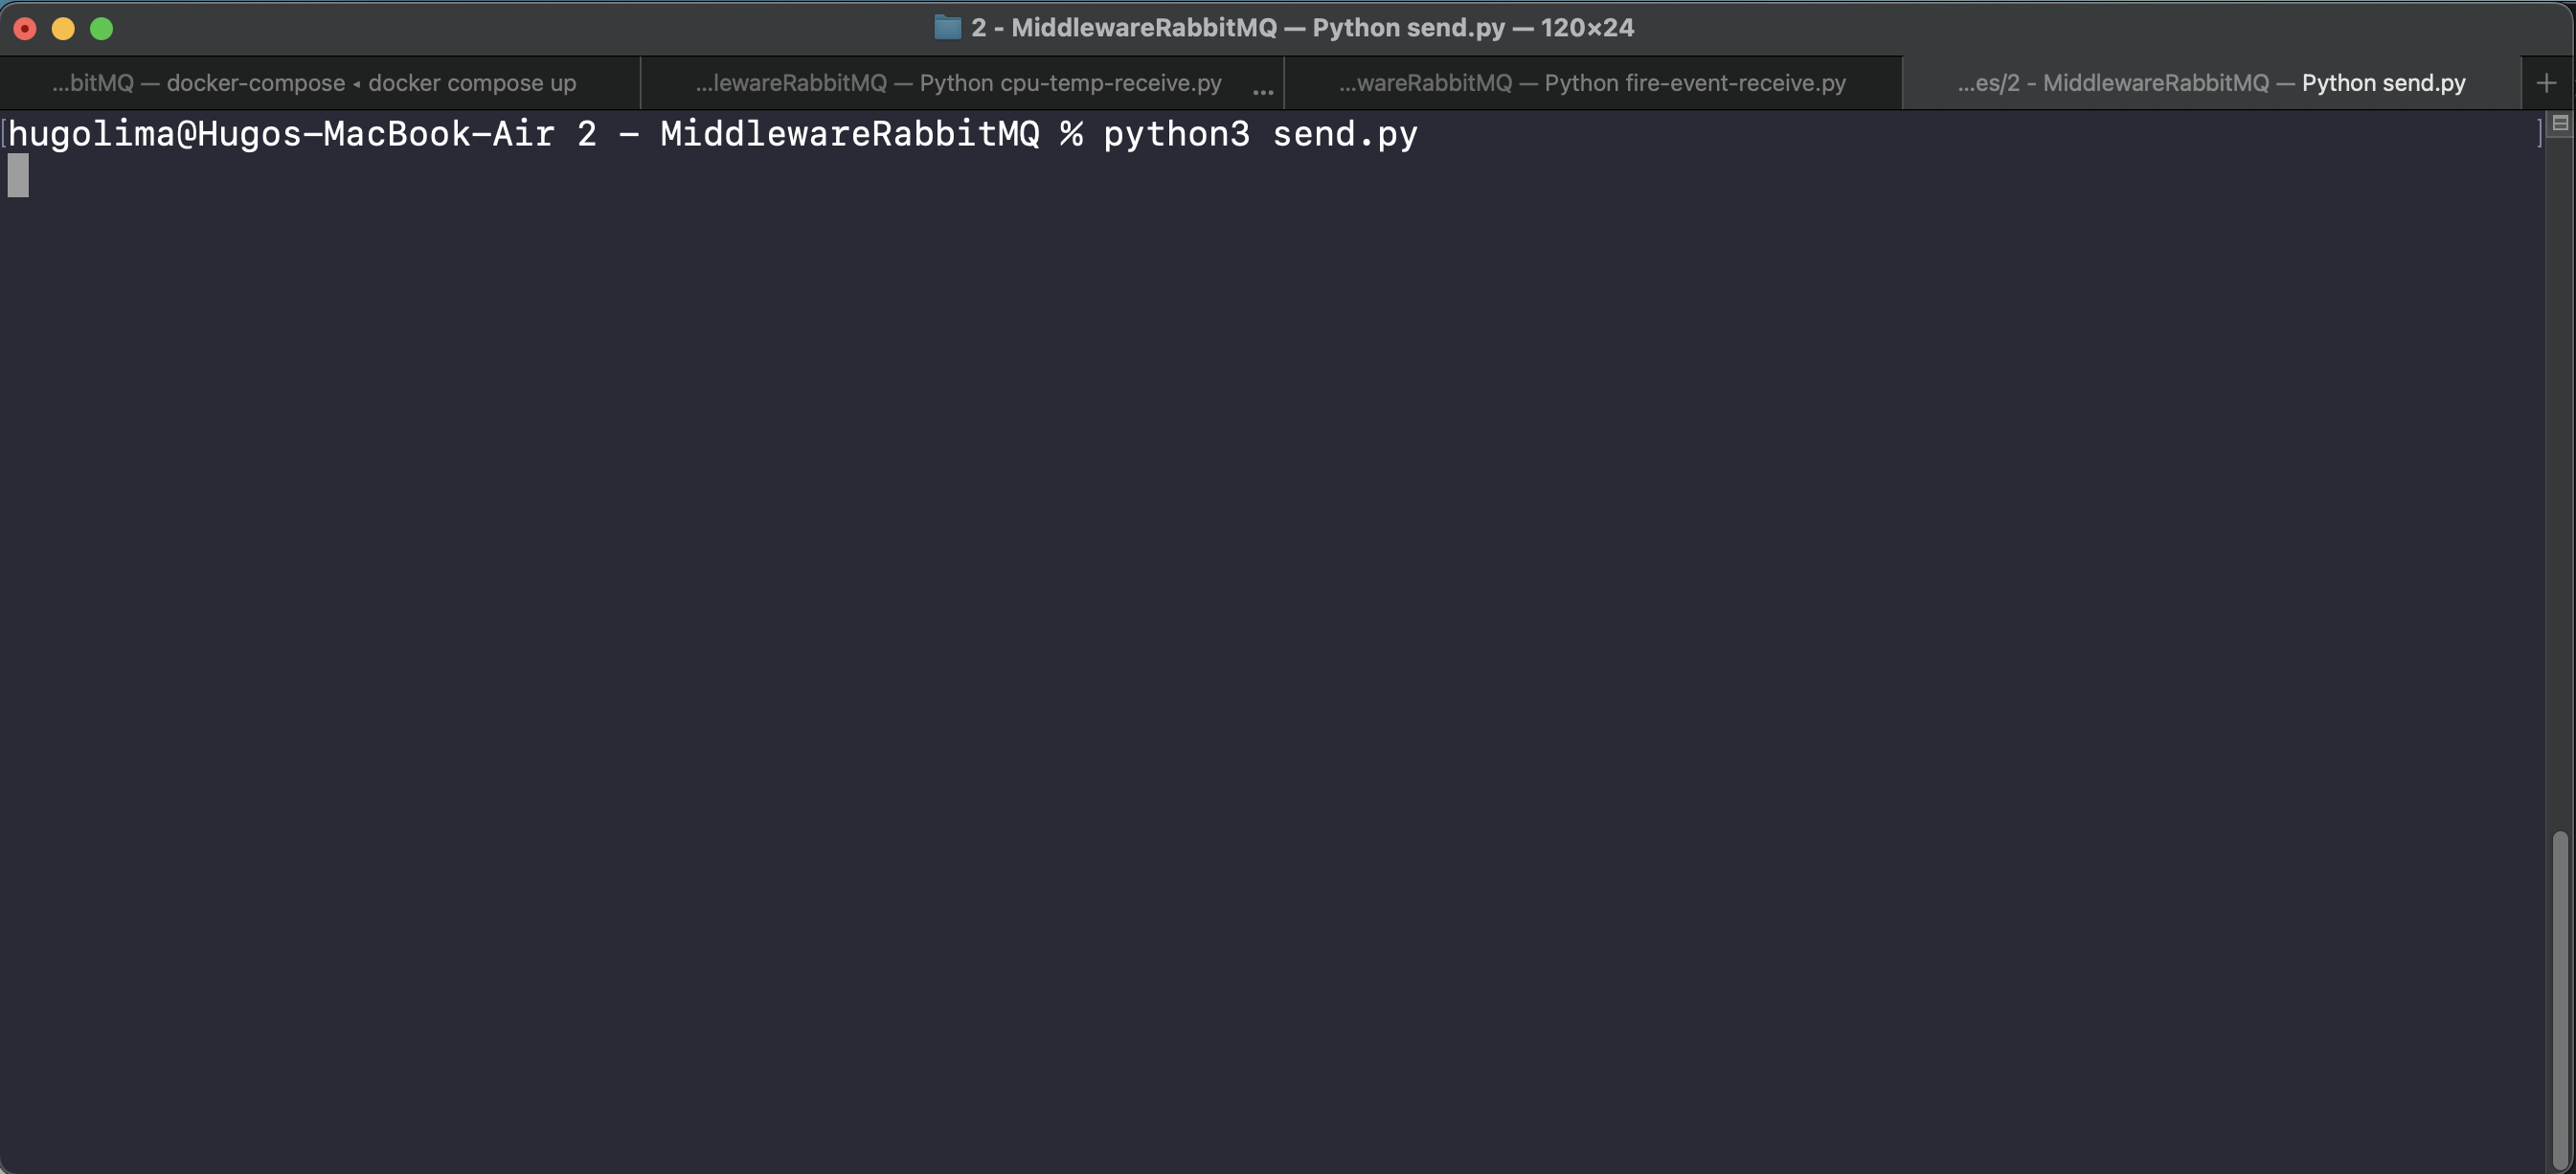 2 - MiddlewareRabbitMQ — Python send.py — 120×24
...bitMQ — docker-compose ◂ docker compose up
...lewareRabbitMQ — Python cpu-temp-receive.py ...
...wareRabbitMQ — Python fire-event-receive.py
...es/2 - MiddlewareRabbitMQ — Python send.py +
[hugolima@Hugos-MacBook-Air 2 - MiddlewareRabbitMQ % python3 send.py ]